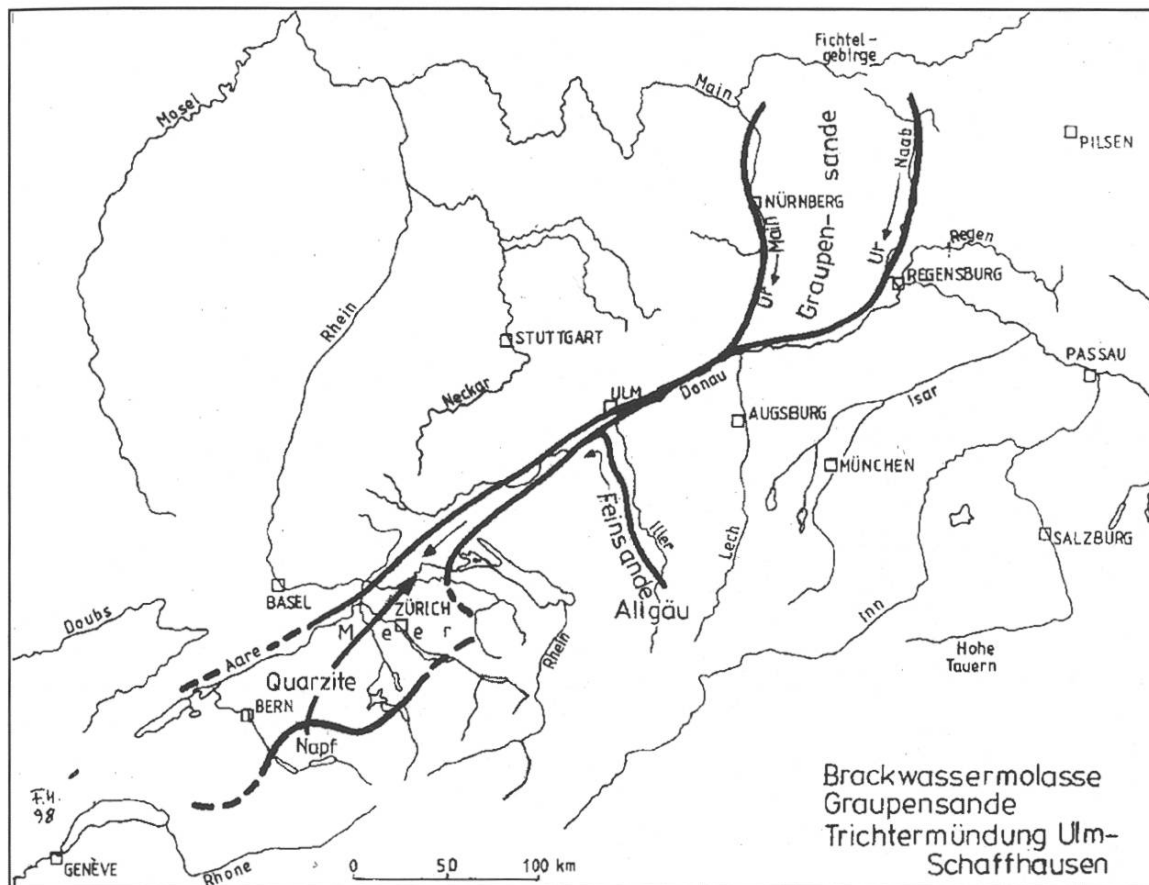 Fichtel-
gebirge
Main
Mosel
Graupen-sande
Naab
PILSEN
NÜRNBERG
Ur Main
Ur
Regen
REGENSBURG
Rhein
STUTTGART
PASSAU
Neckar
ULM
Donau
Isar
AUGSBURG
MÜNCHEN
Feinsande
Iller
Lech
SALZBURG
Allgäu
BASEL
ZÜRICH
Doubs
Meer
Inn
Aare
Rhein
Hohe
Tauern
Quarzite
BERN
Napf
F.H.
98
GENÈVE
Rhone
0 50 100 km
Brackwassermolasse
Graupensande
Trichtermündung Ulm-
Schaffhausen